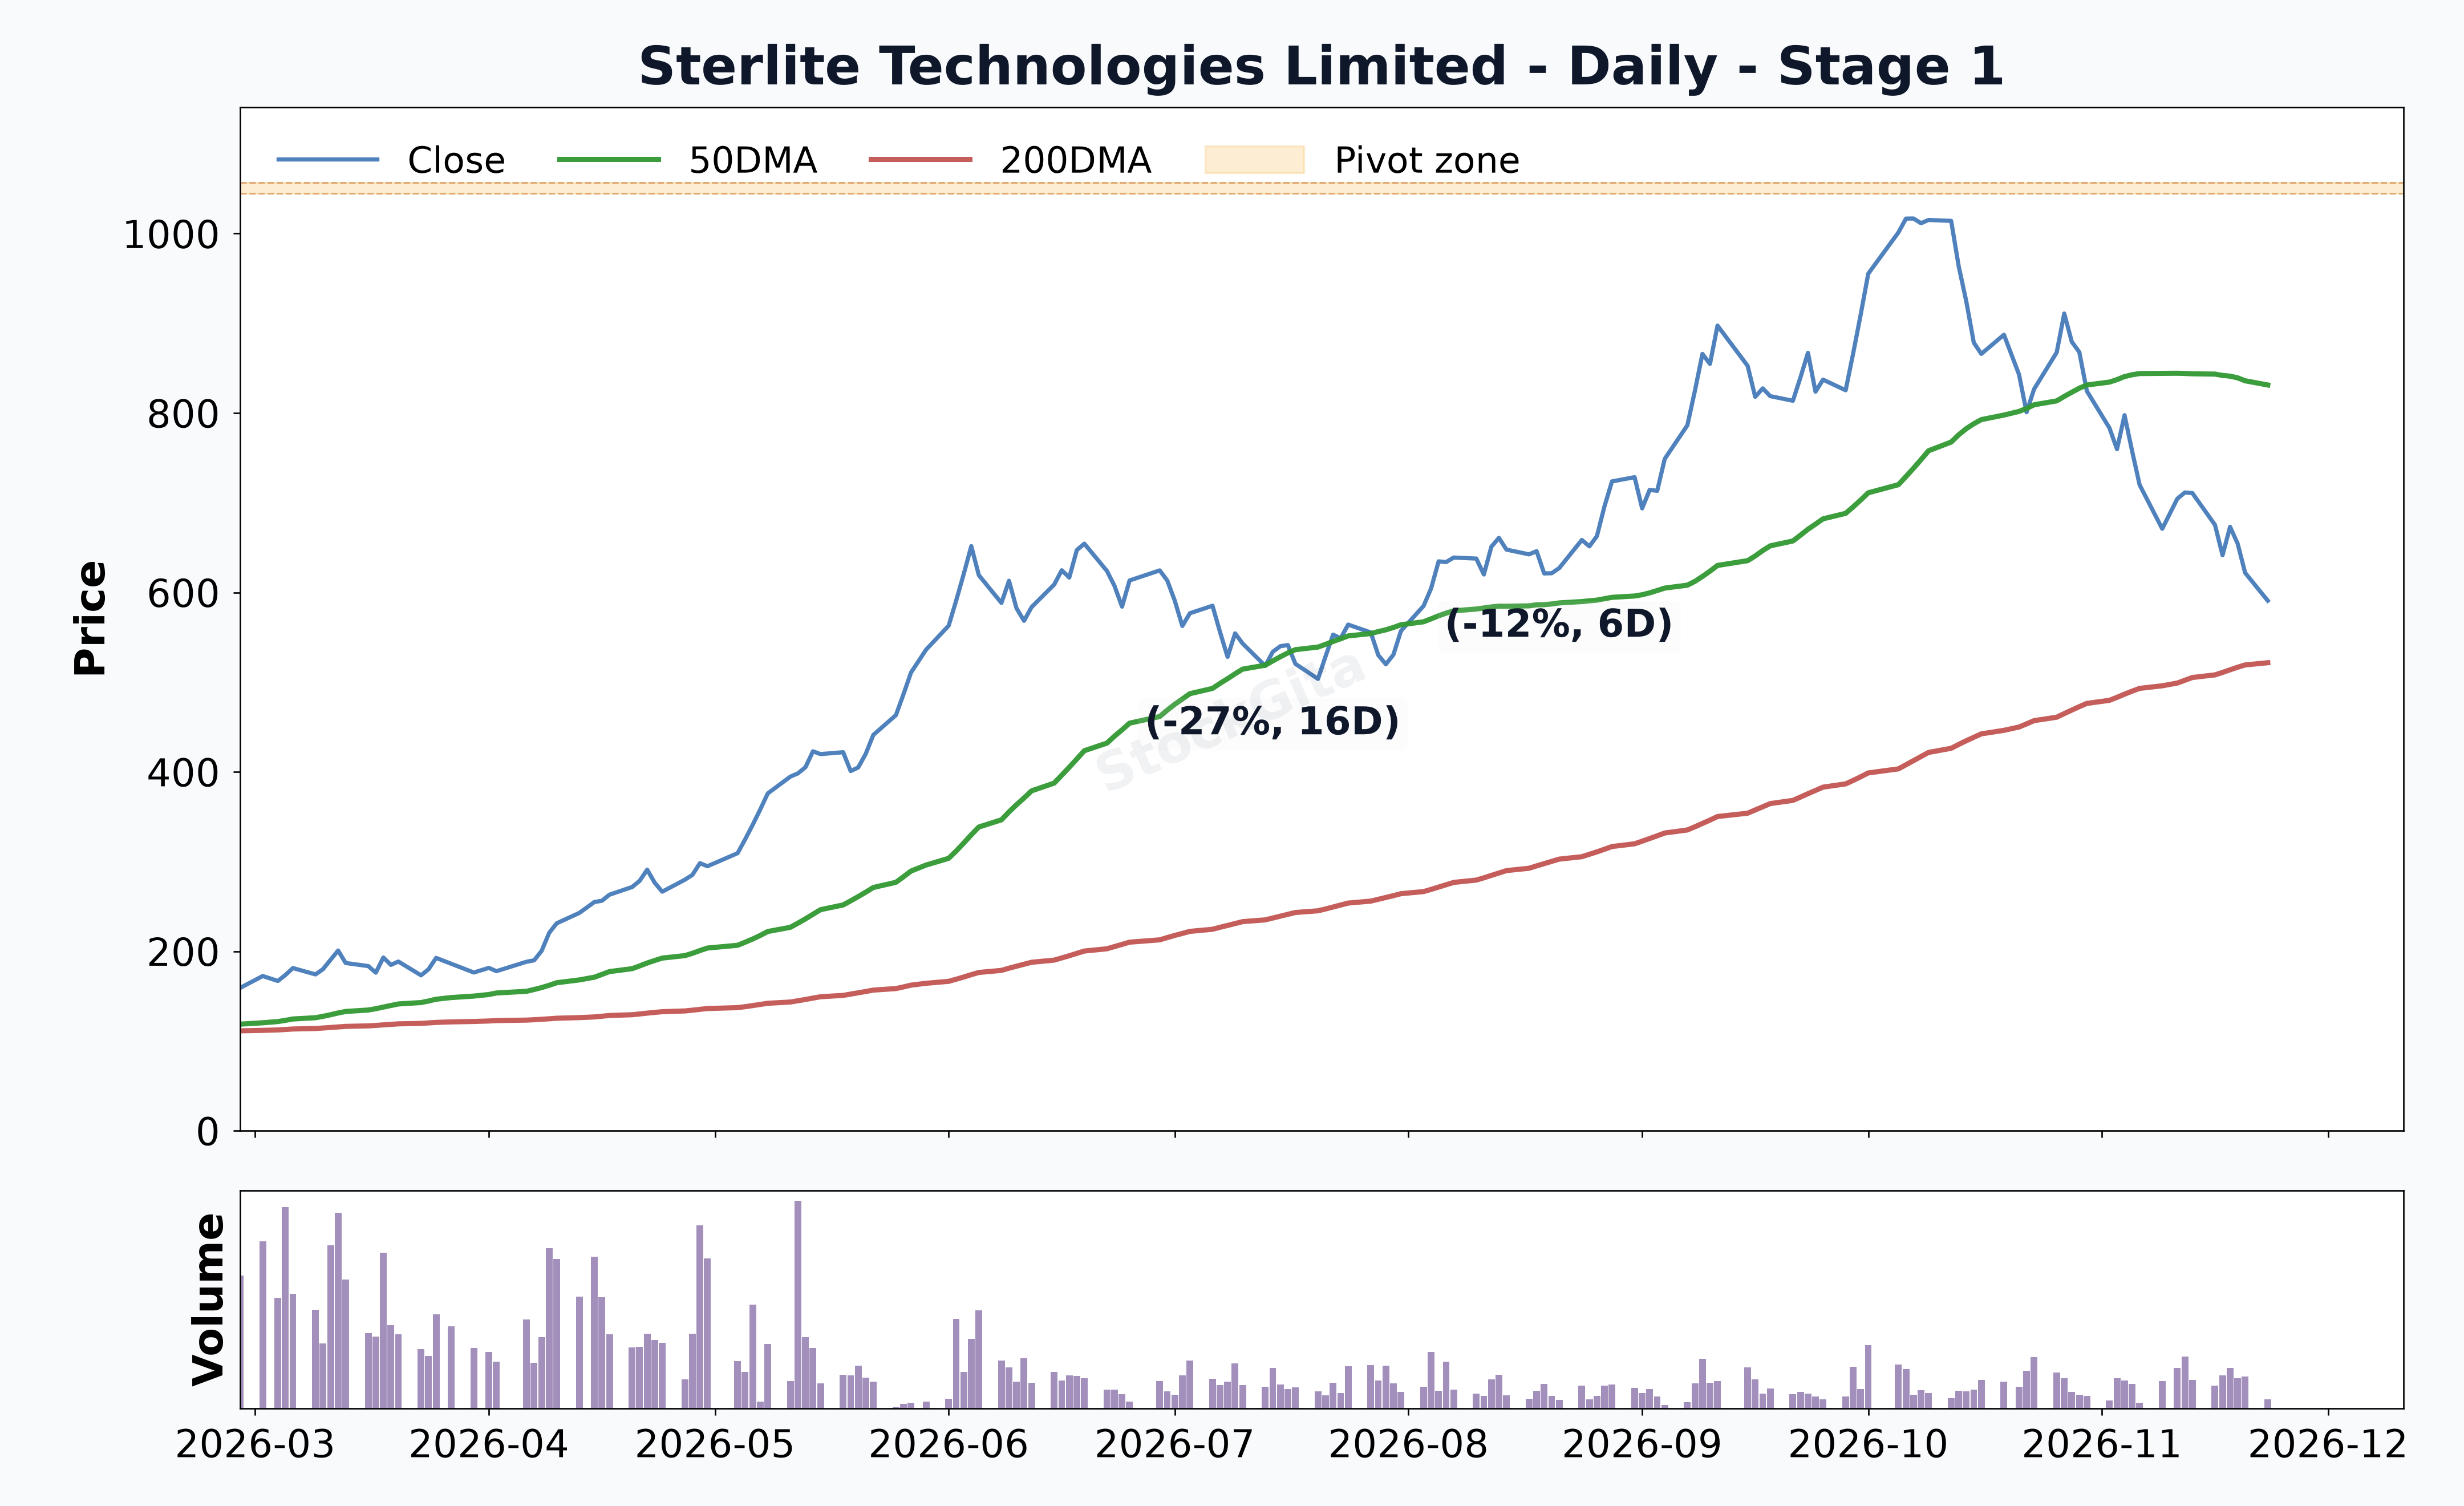 Sterlite Technologies Limited - Daily - Stage 1
Close 50DMA 200DMA Pivot zone
1000
800
600
400
200
0
Price
(-12%, 6D)
(-27%, 16D)
StockGita
Volume
2026-03 2026-04 2026-05 2026-06 2026-07 2026-08 2026-09 2026-10 2026-11 2026-12